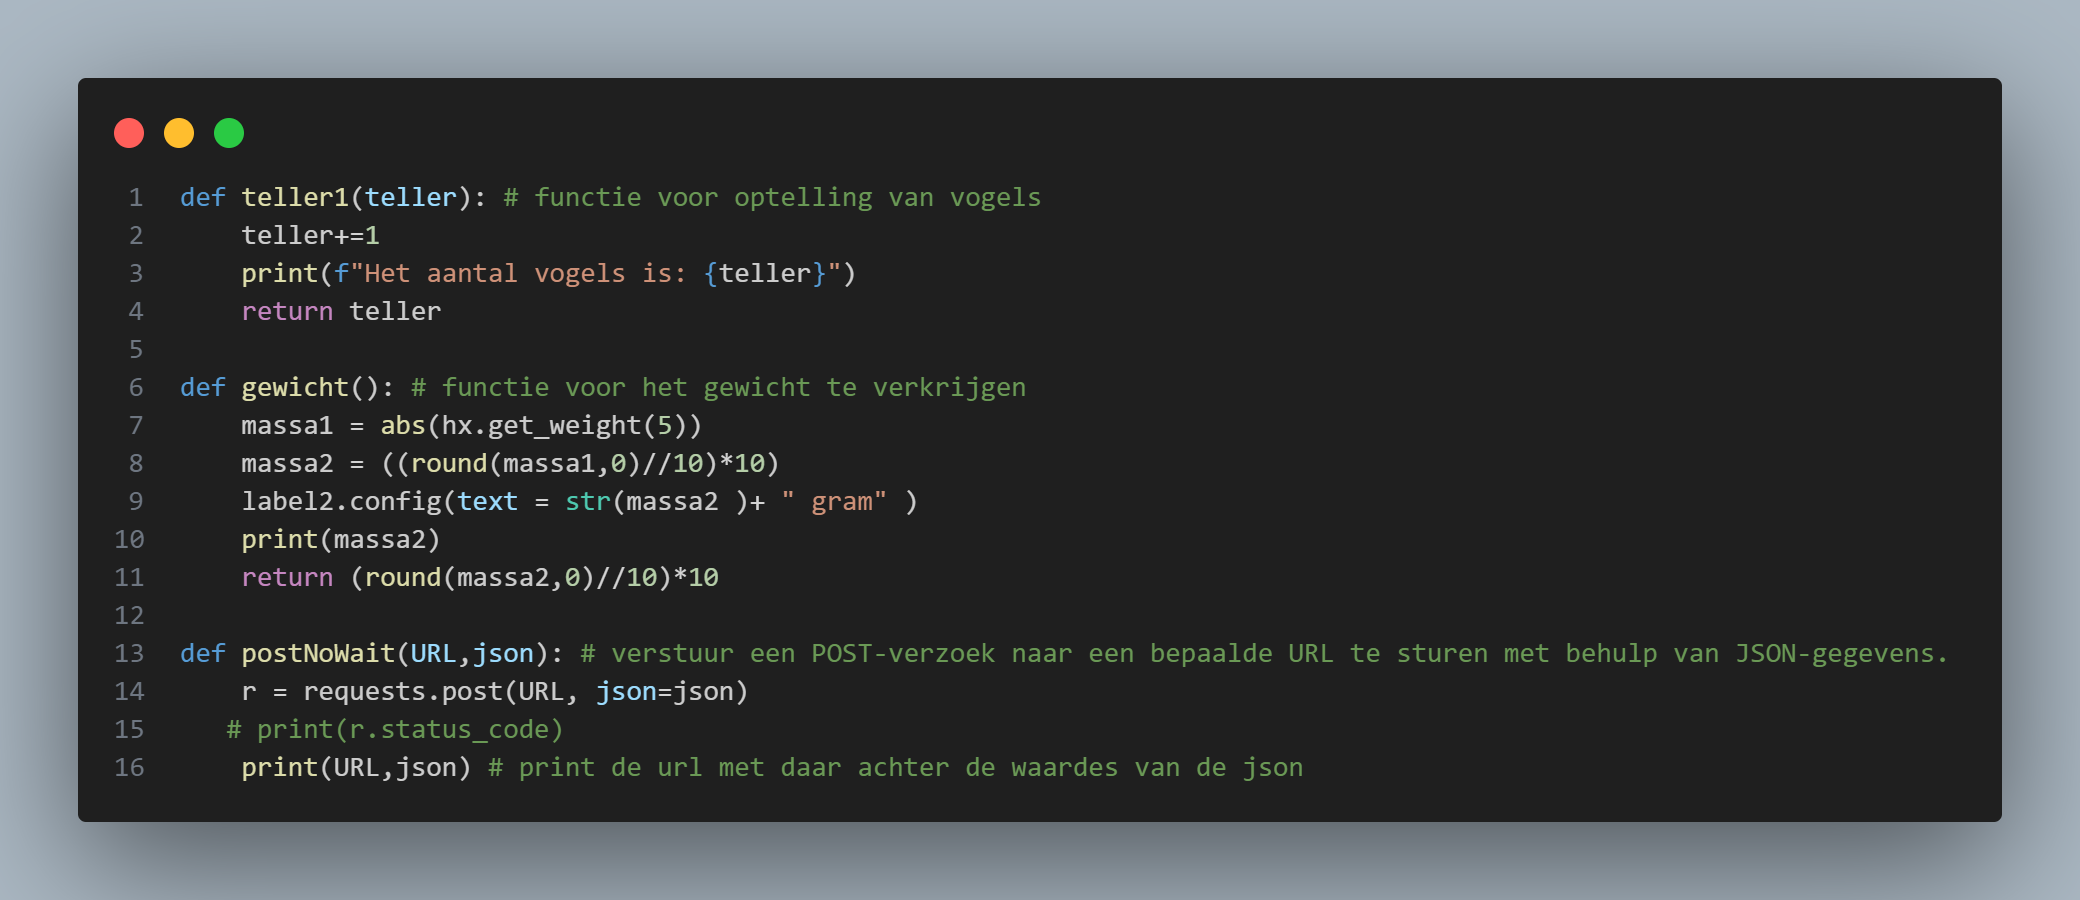 1 def teller1(teller): # functie voor optelling van vogels
2     teller+=1
3     print(f"Het aantal vogels is: {teller}")
4     return teller
5
6 def gewicht(): # functie voor het gewicht te verkrijgen
7     massa1 = abs(hx.get_weight(5))
8     massa2 = ((round(massa1,0)//10)*10)
9     label2.config(text = str(massa2 )+ " gram" )
10     print(massa2)
11     return (round(massa2,0)//10)*10
12
13 def postNoWait(URL,json): # verstuur een POST-verzoek naar een bepaalde URL te sturen met behulp van JSON-gegevens.
14     r = requests.post(URL, json=json)
15    # print(r.status_code)
16     print(URL,json) # print de url met daar achter de waardes van de json